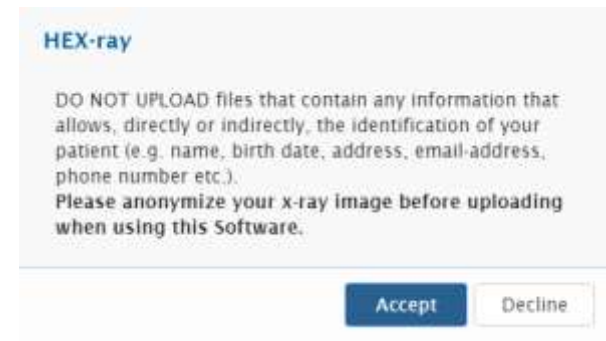 HEX-ray
DO NOT UPLOAD files that contain any information that
allows, directly or indirectly, the identification of your
patient (e.g. name, birth date, address, email-address,
phone number etc.).
Please anonymize your x-ray image before uploading
when using this Software.
Accept
Decline